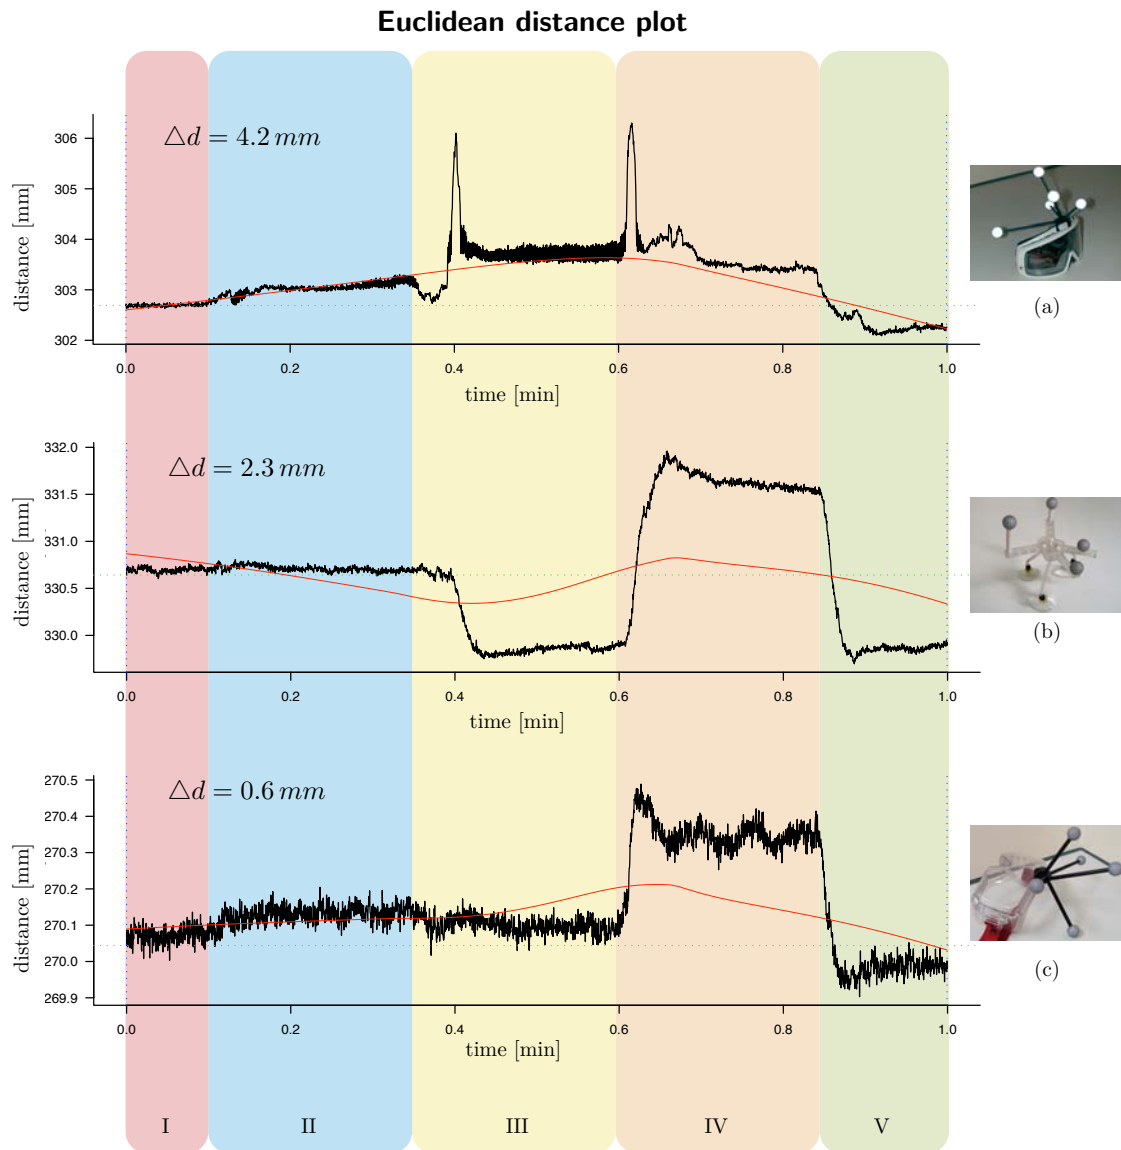 Euclidean distance plot
△d = 4.2 mm
distance [mm]
306
305
304
303
302
0.0 0.2 0.4 0.6 0.8 1.0
time [min]
(a)
△d = 2.3 mm
distance [mm]
332.0
331.5
331.0
330.5
330.0
0.0 0.2 0.4 0.6 0.8 1.0
time [min]
(b)
△d = 0.6 mm
distance [mm]
270.5
270.4
270.3
270.2
270.1
270.0
269.9
0.0 0.2 0.4 0.6 0.8 1.0
time [min]
(c)
I II III IV V